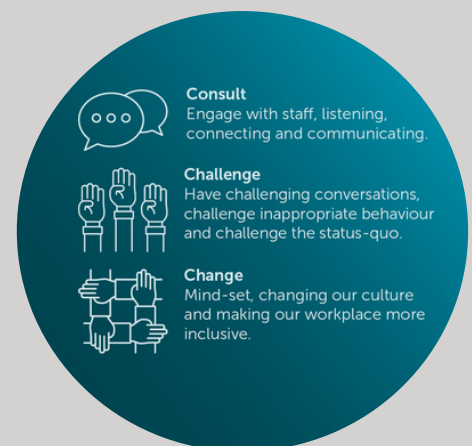 Consult
Engage with staff, listening,
connecting and communicating.
Challenge
Have challenging conversations,
challenge inappropriate behaviour
and challenge the status-quo.
Change
Mind-set, changing our culture
and making our workplace more
inclusive.